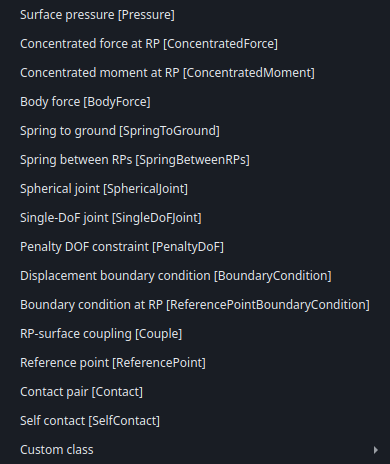 Surface pressure [Pressure]
Concentrated force at RP [ConcentratedForce]
Concentrated moment at RP [ConcentratedMoment]
Body force [BodyForce]
Spring to ground [SpringToGround]
Spring between RPs [SpringBetweenRPs]
Spherical joint [SphericalJoint]
Single-DoF joint [SingleDOFJoint]
Penalty DOF constraint [PenaltyDoF]
Displacement boundary condition [BoundaryCondition]
Boundary condition at RP [ReferencePointBoundaryCondition]
RP-surface coupling [Couple]
Reference point [ReferencePoint]
Contact pair [Contact]
Self contact [SelfContact]
Custom class